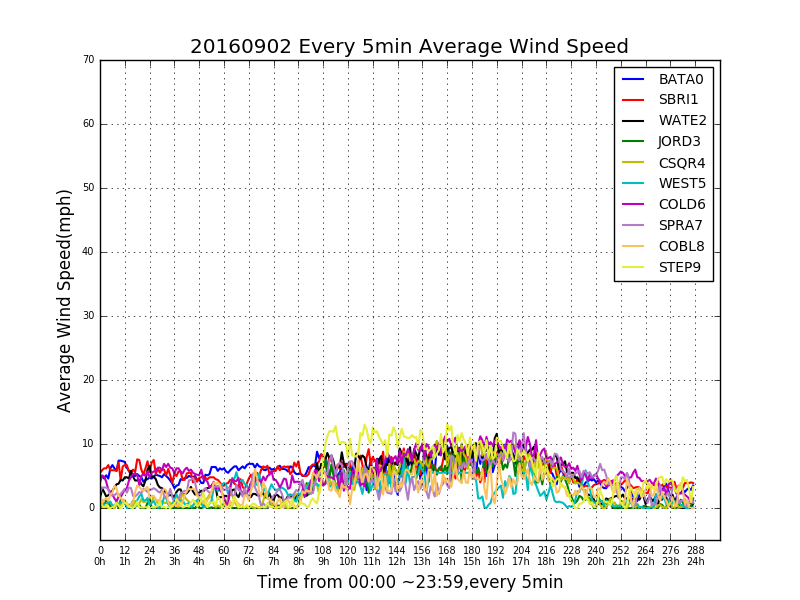 20160902 Every 5min Average Wind Speed
70
60
50
40
30
20
10
0
Average Wind Speed(mph)
BATA0
SBRI1
WATE2
JORD3
CSQR4
WEST5
COLD6
SPRA7
COBL8
STEP9
0 12 24 36 48 60 72 84 96 108 120 132 144 156 168 180 192 204 216 228 240 252 264 276 288
0h 1h 2h 3h 4h 5h 6h 7h 8h 9h 10h 11h 12h 13h 14h 15h 16h 17h 18h 19h 20h 21h 22h 23h 24h
Time from 00:00 ~23:59,every 5min